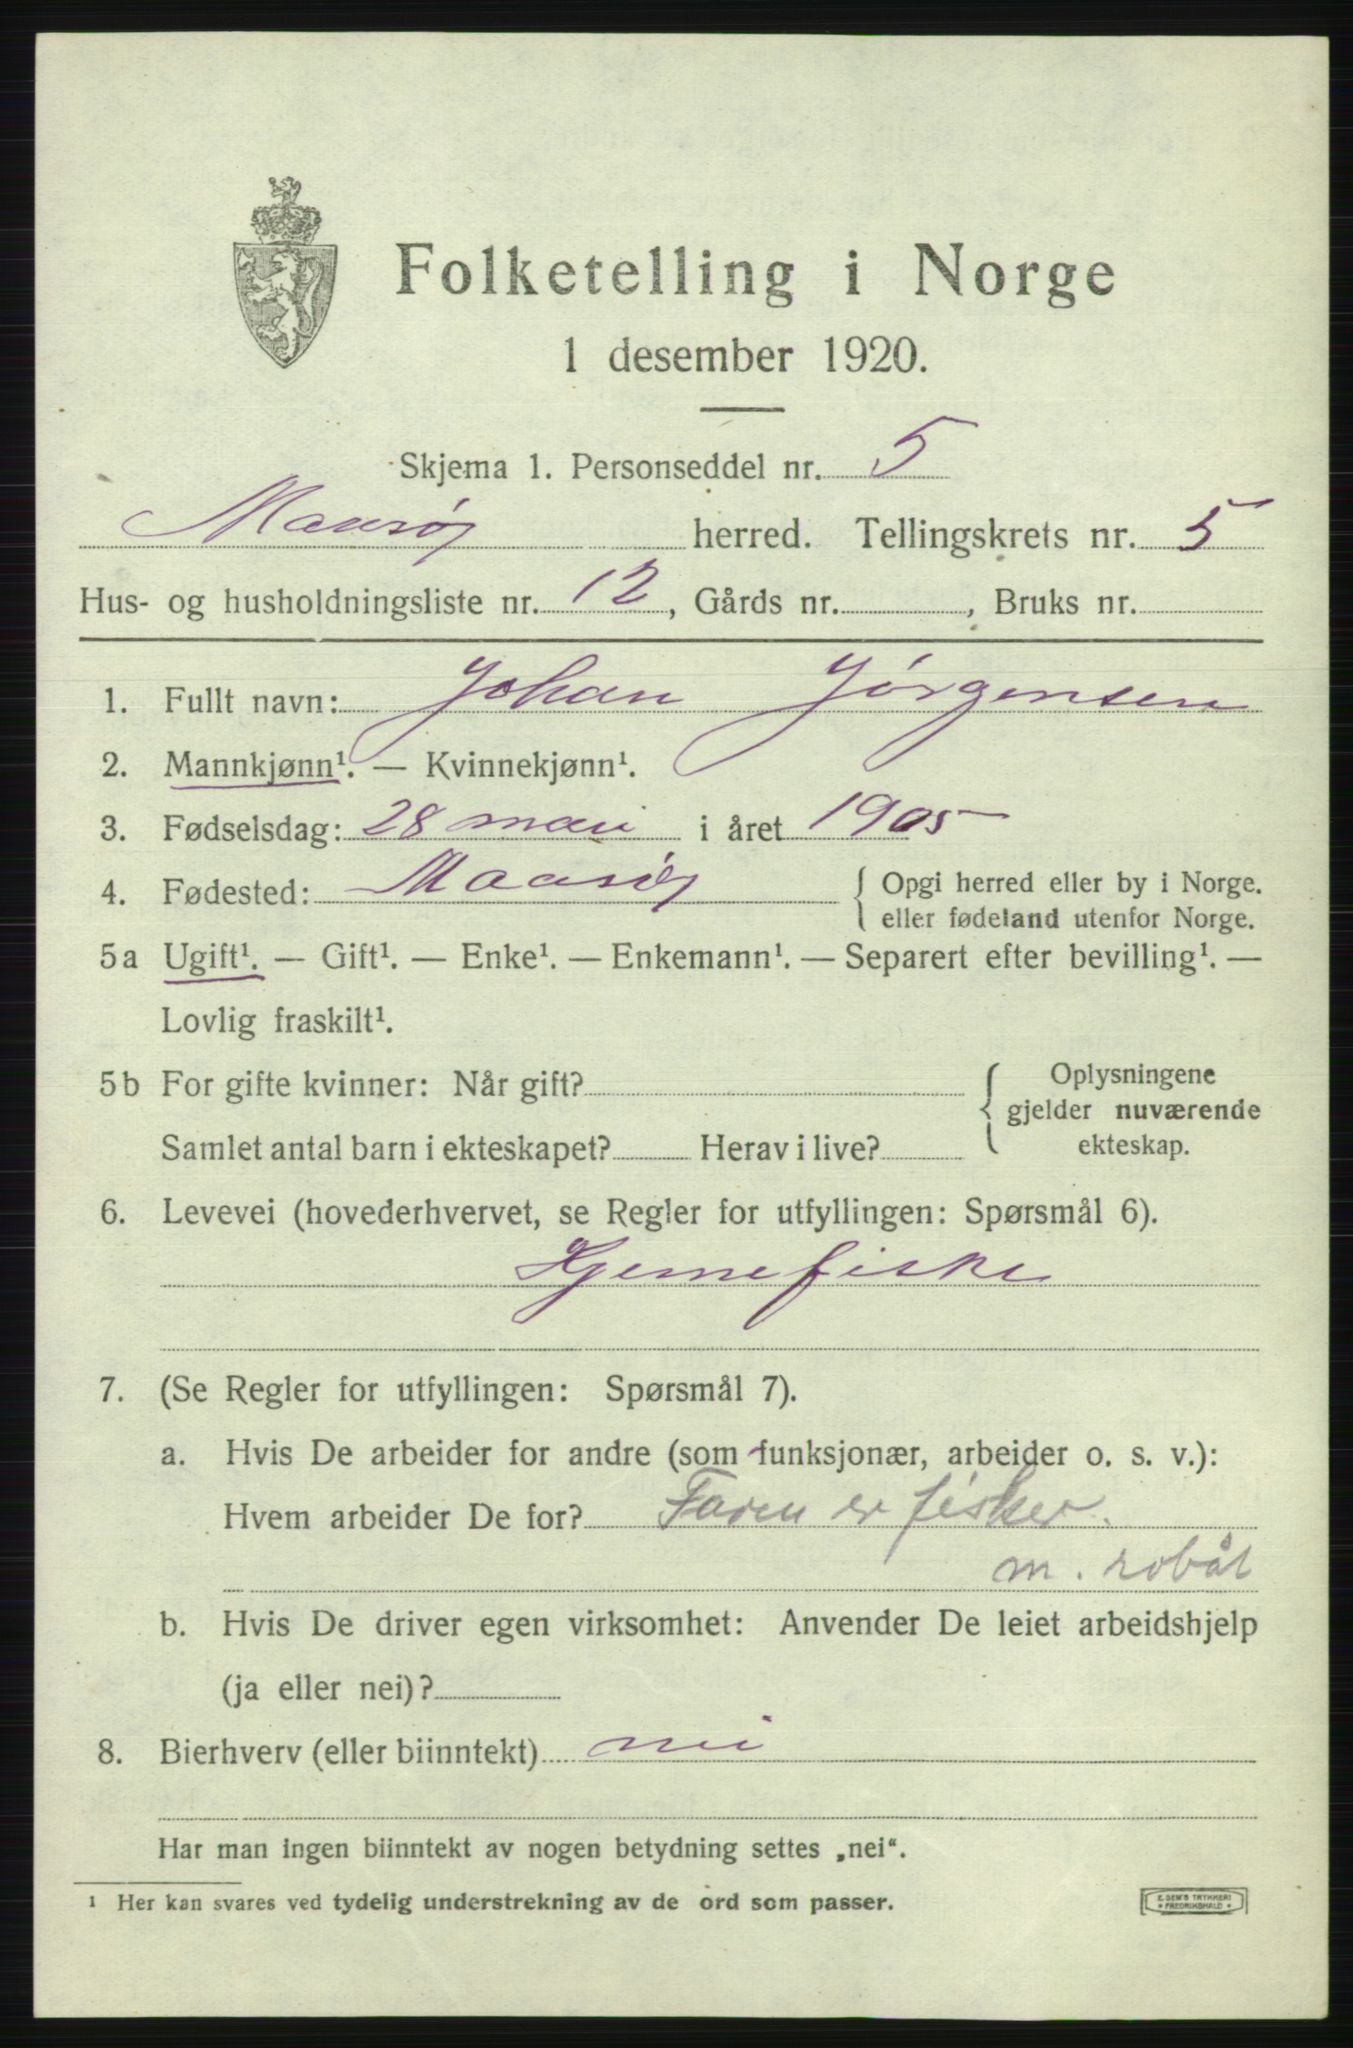 Folketelling i Norge
1 desember 1920.
Skjema 1. Personseddel nr. 5
Maasøy herred. Tellingskrets nr. 5
Hus- og husholdningsliste nr. 12, Gårds nr. , Bruks nr.
1. Fullt navn: Johan Jörgensen
2. Mannkjønn¹. — Kvinnekjønn¹.
3. Fødselsdag: 28 mai i året 1905
4. Fødested: Maasøy { Opgi herred eller by i Norge.
eller fødeland utenfor Norge.
5a Ugift¹. — Gift¹. — Enke¹. — Enkemann¹. — Separert efter bevilling¹. —
Lovlig fraskilt¹.
5b For gifte kvinner: Når gift? { Oplysningene
gjelder nuværende
Samlet antal barn i ekteskapet? Herav i live? ekteskap.
6. Levevei (hovederhvervet, se Regler for utfyllingen: Spørsmål 6).
Hjemefiske
7. (Se Regler for utfyllingen: Spørsmål 7).
a. Hvis De arbeider for andre (som funksjonær, arbeider o. s. v.):
Hvem arbeider De for? Faren er fisker.
m. robåt
b. Hvis De driver egen virksomhet: Anvender De leiet arbeidshjelp
(ja eller nei)?
8. Bierhverv (eller biinntekt) nei
Har man ingen biinntekt av nogen betydning settes „nei“.
¹ Her kan svares ved tydelig understrekning av de ord som passer.
E. SEM'S TRYKKERI
* FREDRIKSHALD *